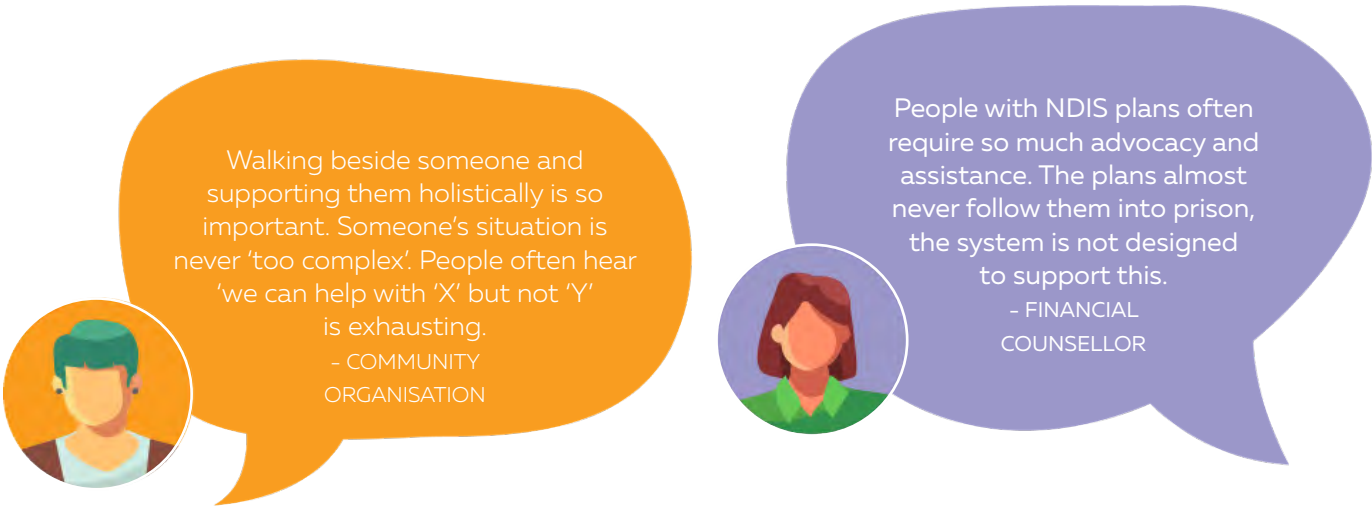 Walking beside someone and
supporting them holistically is so
important. Someone's situation is
never 'too complex'. People often hear
'we can help with 'X' but not 'Y'
is exhausting.
- COMMUNITY
ORGANISATION
People with NDIS plans often
require so much advocacy and
assistance. The plans almost
never follow them into prison,
the system is not designed
to support this.
- FINANCIAL
COUNSELLOR